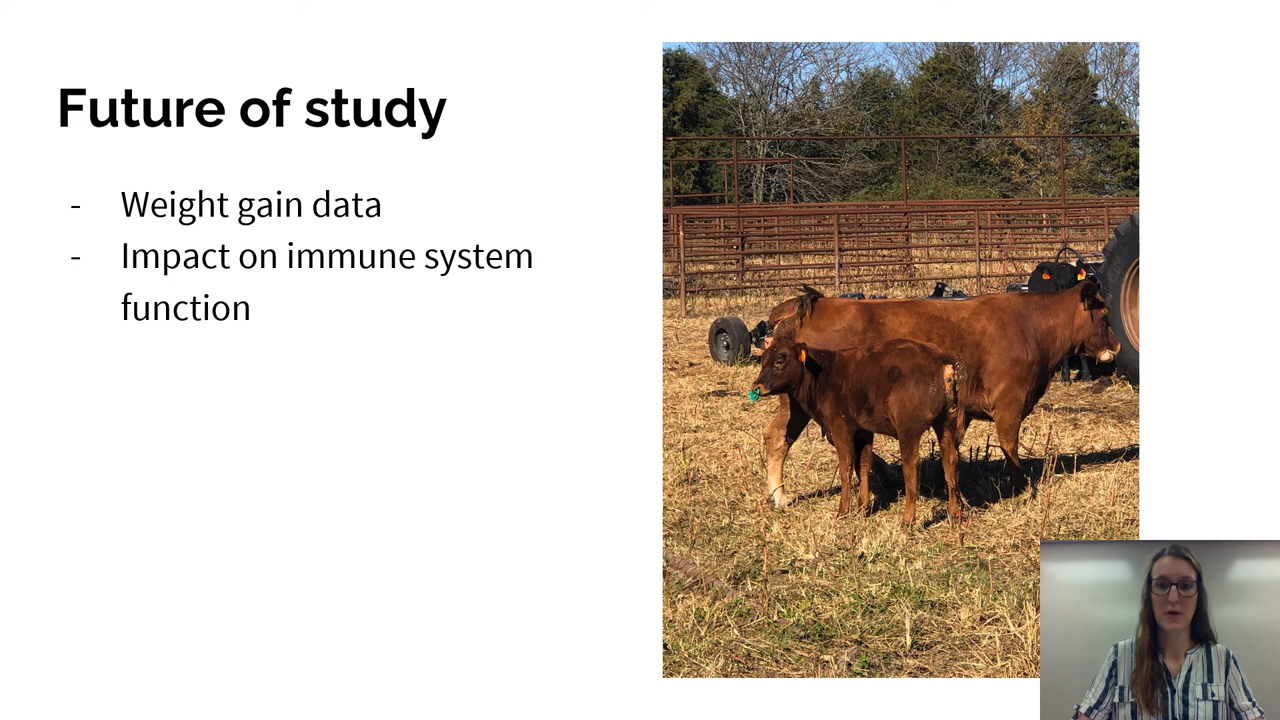 Future of study
- Weight gain data
- Impact on immune system
function